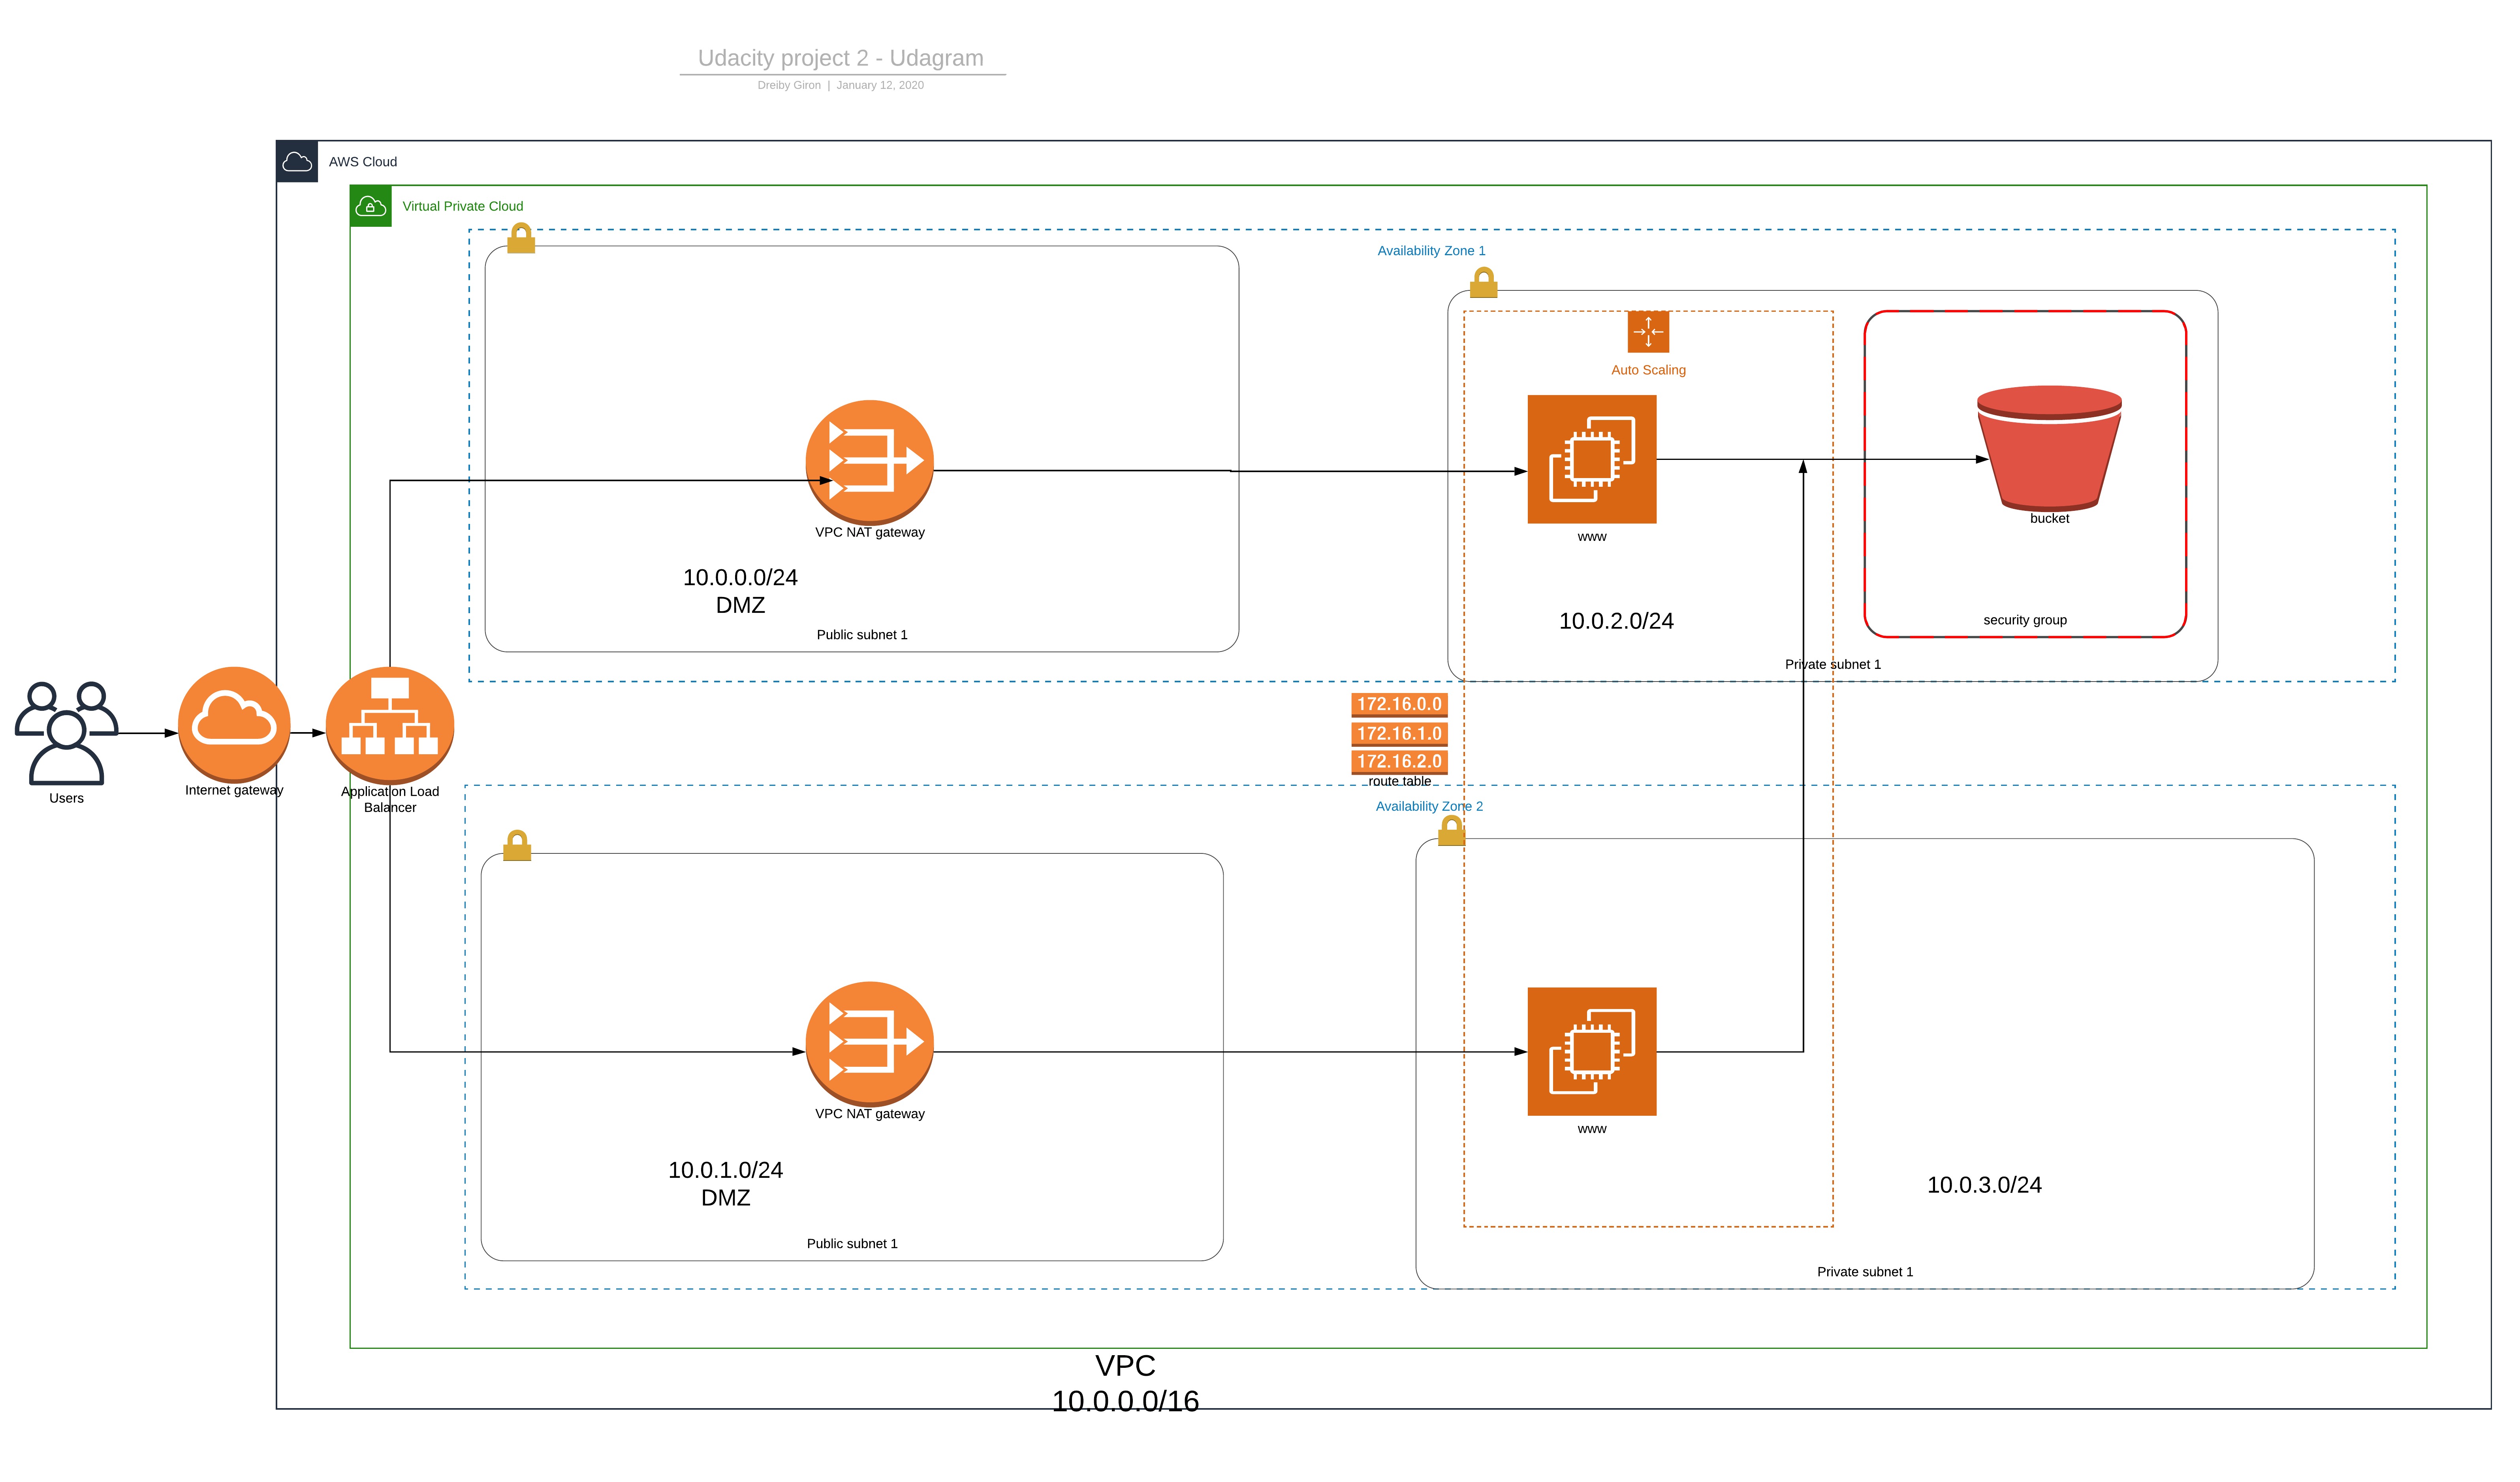 Udacity project 2 - Udagram
Dreiby Giron | January 12, 2020
AWS Cloud
Virtual Private Cloud
Availability Zone 1
Auto Scaling
VPC NAT gateway
www
bucket
10.0.0.0/24
DMZ
Public subnet 1
10.0.2.0/24
security group
Private subnet 1
172.16.0.0
172.16.1.0
172.16.2.0
route table
Users
Internet gateway
Application Load
Balancer
Availability Zone 2
VPC NAT gateway
www
10.0.1.0/24
DMZ
10.0.3.0/24
Public subnet 1
Private subnet 1
VPC
10.0.0.0/16